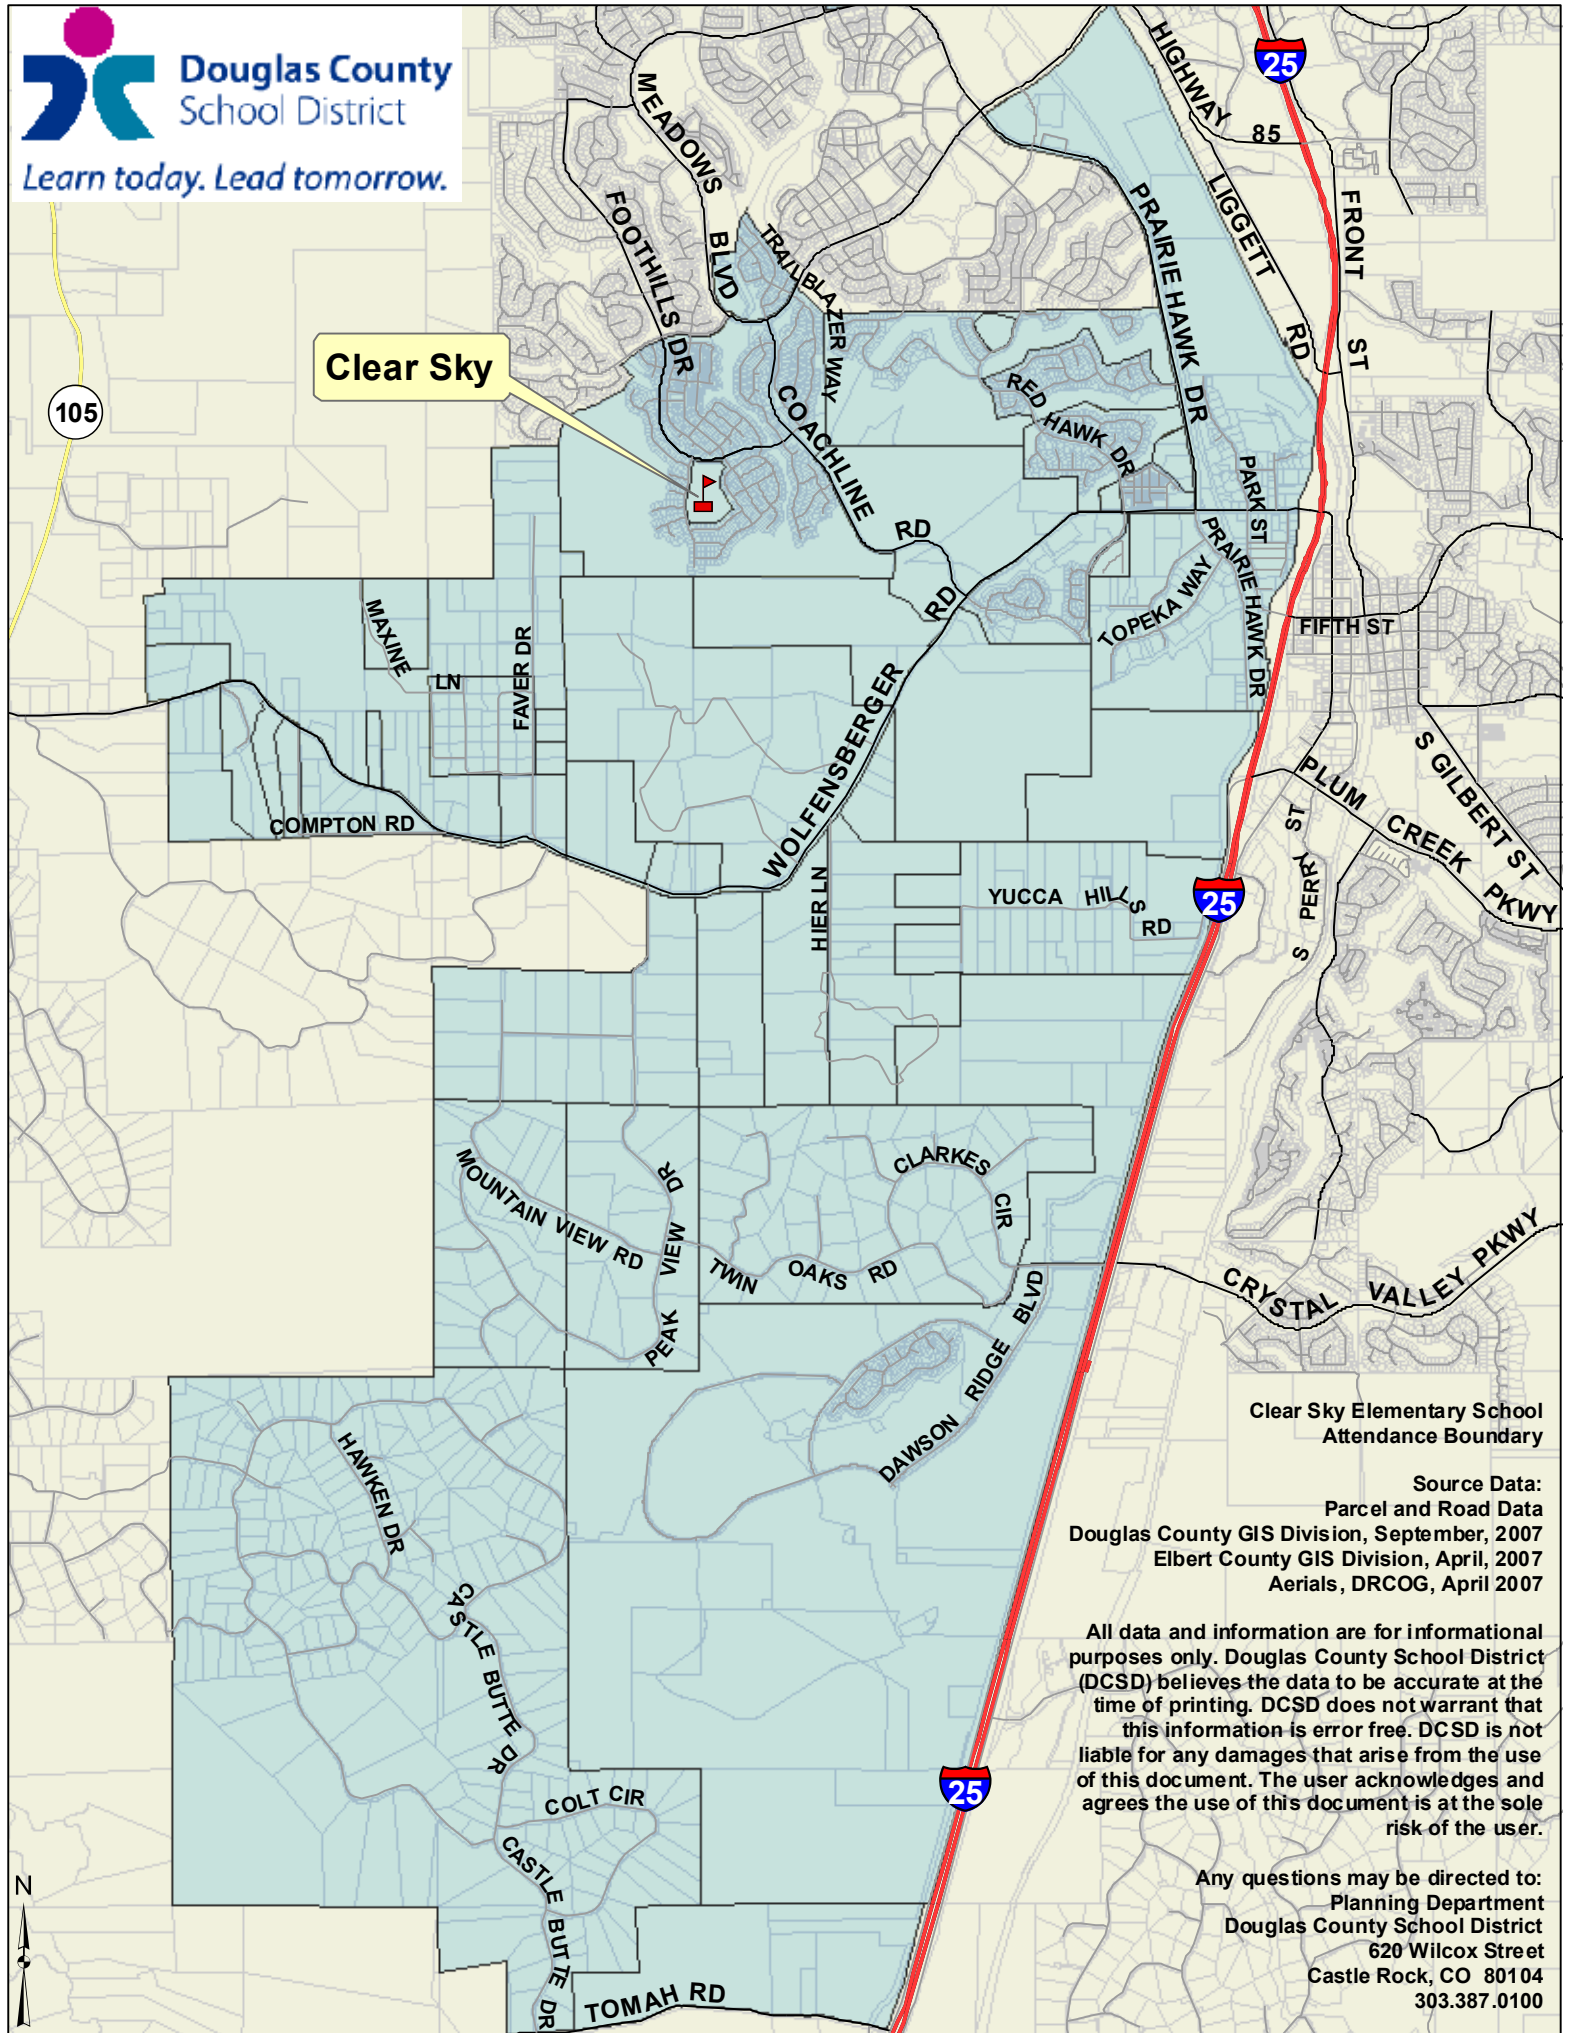 Douglas County
School District
Learn today. Lead tomorrow.
25
HIGHWAY 85
MEADOWS BLVD
FOOTHILLS DR
TRAILBLAZER WAY
PRAIRIE HAWK DR
LIGGETT RD
FRONT ST
Clear Sky
105
COACHLINE RD
RED HAWK DR
PARK ST
PRAIRIE HAWK DR
TOPEKA WAY
FIFTH ST
MAXINE LN
FAVER DR
WOLFENSBERGER RD
COMPTON RD
HIER LN
YUCCA HILLS RD
25
PLUM CREEK PKWY
S GILBERT ST
S PERRY ST
MOUNTAIN VIEW RD
PEAK VIEW DR
TWIN OAKS RD
CLARKES CIR
DAWSON RIDGE BLVD
CRYSTAL VALLEY PKWY
HAWKEN DR
CASTLE BUTTE DR
COLT CIR
CASTLE BUTTE DR
TOMAH RD
25
N
Clear Sky Elementary School
Attendance Boundary
Source Data:
Parcel and Road Data
Douglas County GIS Division, September, 2007
Elbert County GIS Division, April, 2007
Aerials, DRCOG, April 2007
All data and information are for informational
purposes only. Douglas County School District
(DCSD) believes the data to be accurate at the
time of printing. DCSD does not warrant that
this information is error free. DCSD is not
liable for any damages that arise from the use
of this document. The user acknowledges and
agrees the use of this document is at the sole
risk of the user.
Any questions may be directed to:
Planning Department
Douglas County School District
620 Wilcox Street
Castle Rock, CO  80104
303.387.0100